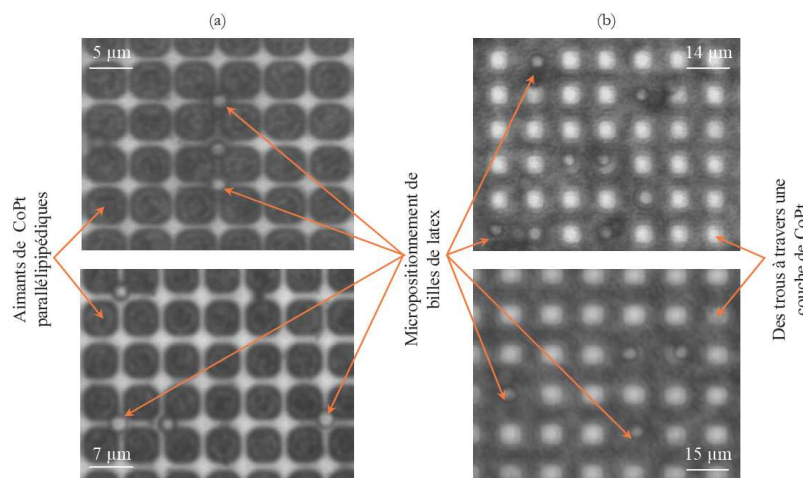 (a)
(b)
5 µm
14 µm
Aimants de CoPt
parallélipipédiques
Micropositionnement de
billes de latex
Des trous à travers une
couche de CoPt
7 µm
15 µm